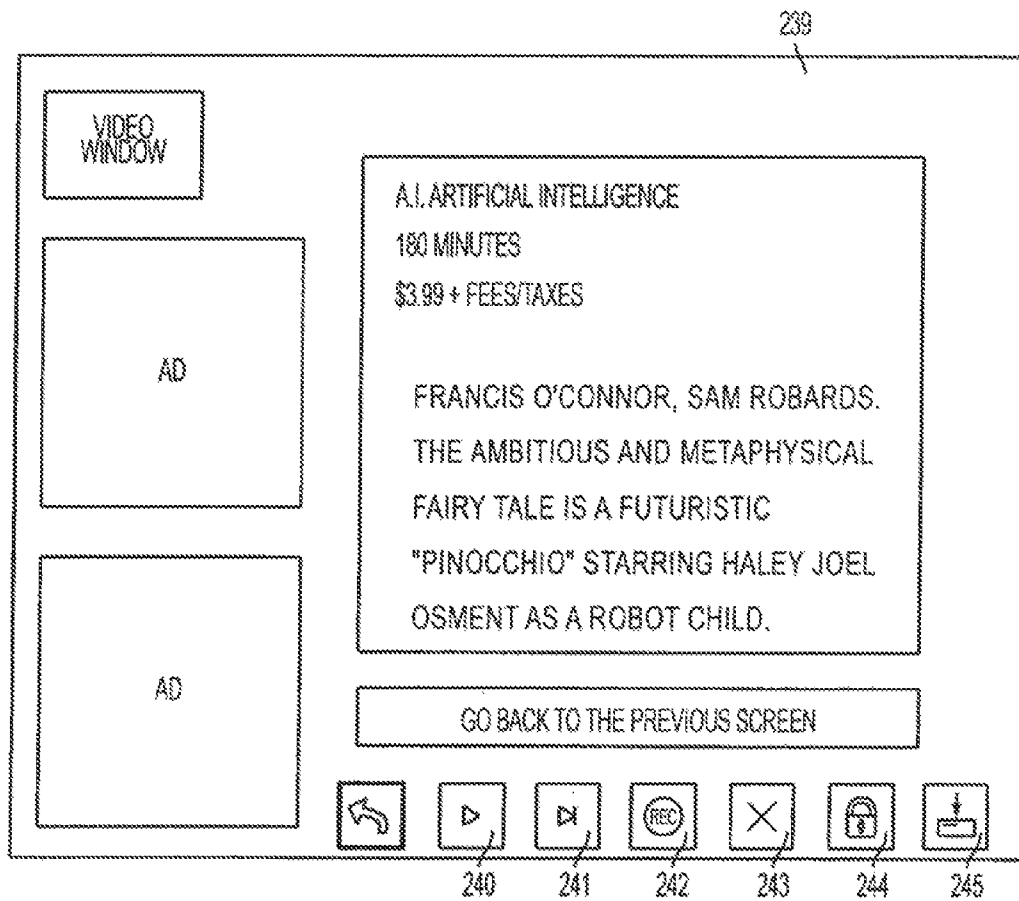 239
VIDEO
WINDOW
AD
AD
A.I. ARTIFICIAL INTELLIGENCE
180 MINUTES
$3.99 + FEES/TAXES
FRANCIS O'CONNOR, SAM ROBARDS.
THE AMBITIOUS AND METAPHYSICAL
FAIRY TALE IS A FUTURISTIC
"PINOCCHIO" STARRING HALEY JOEL
OSMENT AS A ROBOT CHILD.
GO BACK TO THE PREVIOUS SCREEN
REC
240 241 242 243 244 245